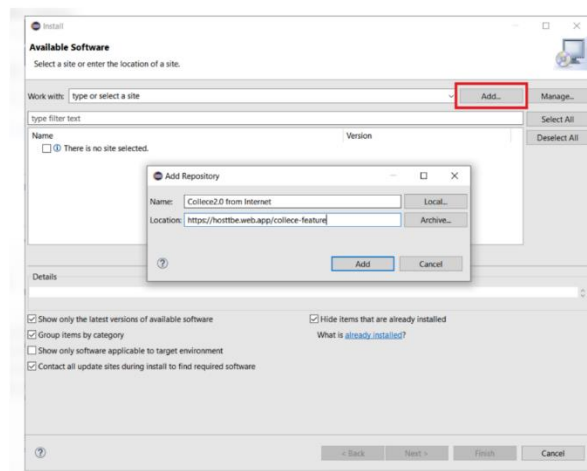 Install
Available Software
Select a site or enter the location of a site.
Work with: type or select a site Add... Manage...
type filter text Select All
Name Version Deselect All
There is no site selected.
Add Repository
Name: Collece2.0 from Internet Local...
Location: https://hosttbe.web.app/collece-feature Archive...
Add Cancel
Details
Show only the latest versions of available software Hide items that are already installed
Group items by category What is already installed?
Show only software applicable to target environment
Contact all update sites during install to find required software
< Back Next > Finish Cancel